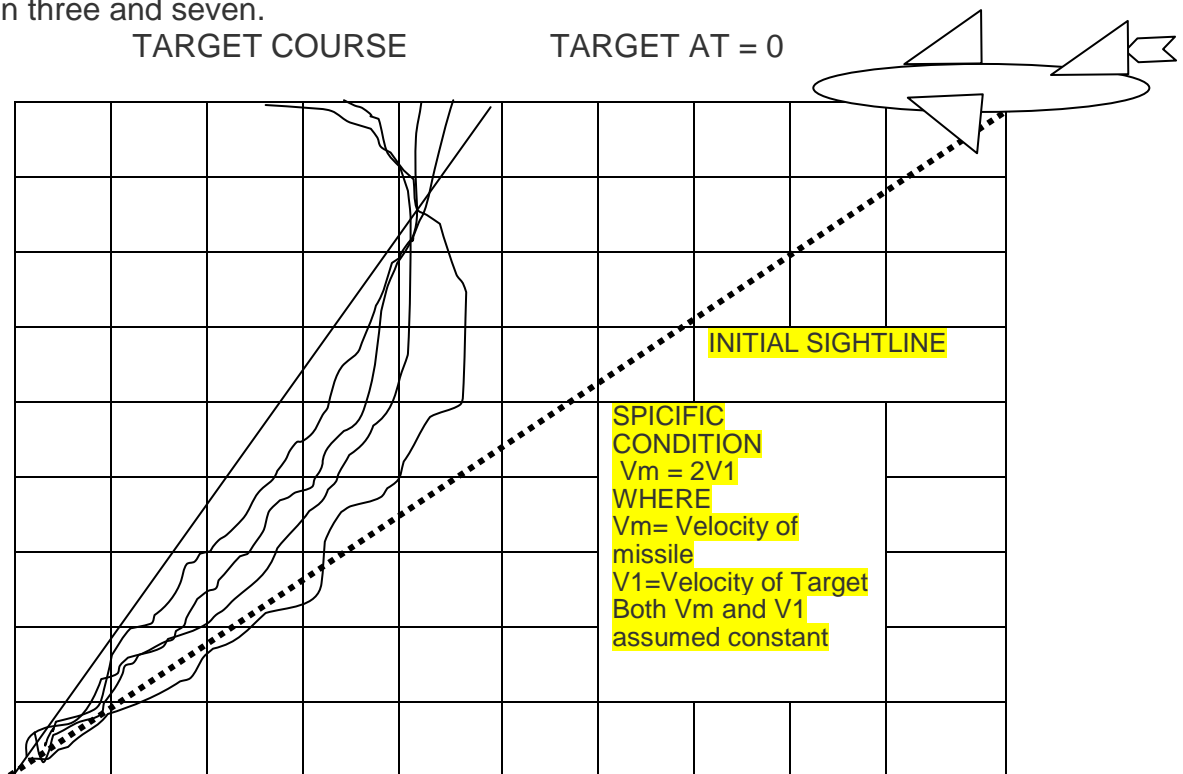 n three and seven.
TARGET COURSE TARGET AT = 0
INITIAL SIGHTLINE
SPICIFIC
CONDITION
Vm = 2V1
WHERE
Vm= Velocity of
missile
V1=Velocity of Target
Both Vm and V1
assumed constant